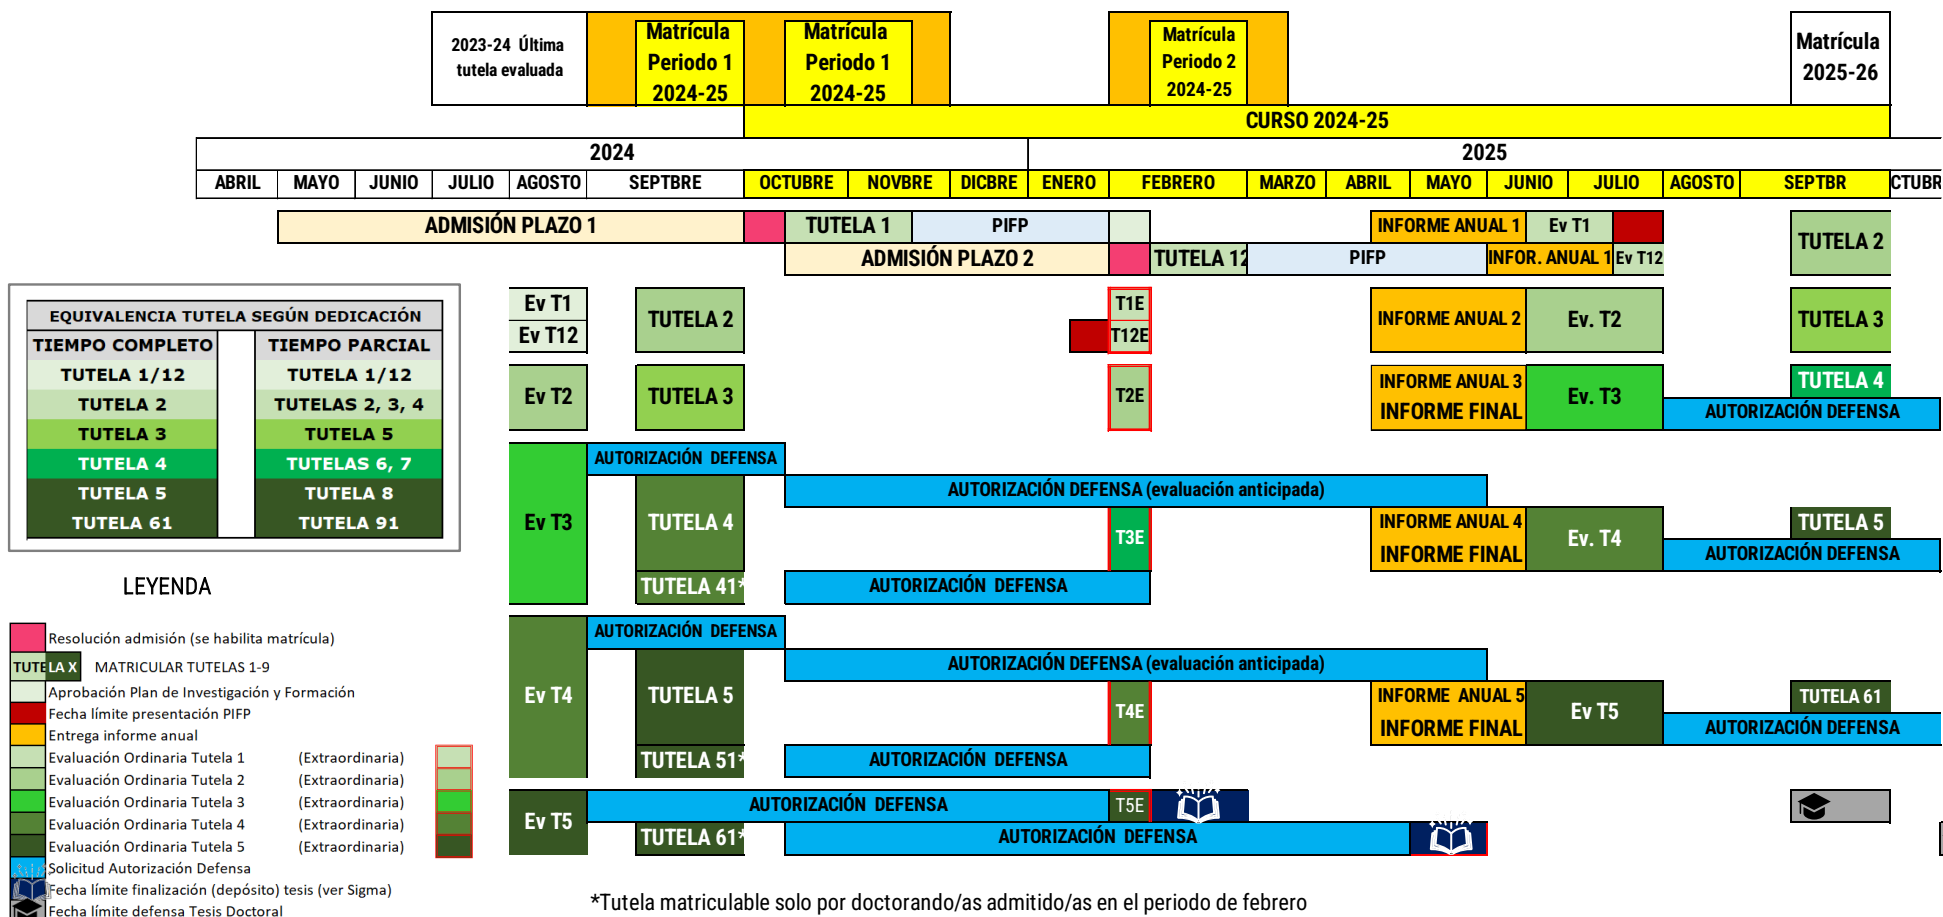 2023-24 Última
tutela evaluada
Matrícula
Periodo 1
2024-25
Matrícula
Periodo 1
2024-25
Matrícula
Periodo 2
2024-25
Matrícula
2025-26
CURSO 2024-25
2024 2025
ABRIL MAYO JUNIO JULIO AGOSTO SEPTBRE OCTUBRE NOVBRE DICBRE ENERO FEBRERO MARZO ABRIL MAYO JUNIO JULIO AGOSTO SEPTBR CTUBR
ADMISIÓN PLAZO 1 TUTELA 1 PIFP INFORME ANUAL 1 Ev T1
TUTELA 2
ADMISIÓN PLAZO 2 TUTELA 12 PIFP INFOR. ANUAL 1 Ev T12
Ev T1
Ev T12
TUTELA 2
T1E
T12E
INFORME ANUAL 2
Ev. T2
TUTELA 3
Ev T2
TUTELA 3
T2E
INFORME ANUAL 3
INFORME FINAL
Ev. T3
TUTELA 4
AUTORIZACIÓN DEFENSA
Ev T3
AUTORIZACIÓN DEFENSA
AUTORIZACIÓN DEFENSA (evaluación anticipada)
TUTELA 4
T3E
INFORME ANUAL 4
INFORME FINAL
Ev. T4
TUTELA 5
AUTORIZACIÓN DEFENSA
TUTELA 41*
AUTORIZACIÓN DEFENSA
Ev T4
AUTORIZACIÓN DEFENSA
AUTORIZACIÓN DEFENSA (evaluación anticipada)
TUTELA 5
T4E
INFORME ANUAL 5
INFORME FINAL
Ev T5
TUTELA 61
AUTORIZACIÓN DEFENSA
TUTELA 51*
AUTORIZACIÓN DEFENSA
Ev T5
AUTORIZACIÓN DEFENSA
T5E
TUTELA 61*
AUTORIZACIÓN DEFENSA
EQUIVALENCIA TUTELA SEGÚN DEDICACIÓN
TIEMPO COMPLETO TIEMPO PARCIAL
TUTELA 1/12 TUTELA 1/12
TUTELA 2 TUTELAS 2, 3, 4
TUTELA 3 TUTELA 5
TUTELA 4 TUTELAS 6, 7
TUTELA 5 TUTELA 8
TUTELA 61 TUTELA 91
LEYENDA
Resolución admisión (se habilita matrícula)
TUTELA X MATRICULAR TUTELAS 1-9
Aprobación Plan de Investigación y Formación
Fecha límite presentación PIFP
Entrega informe anual
Evaluación Ordinaria Tutela 1 (Extraordinaria)
Evaluación Ordinaria Tutela 2 (Extraordinaria)
Evaluación Ordinaria Tutela 3 (Extraordinaria)
Evaluación Ordinaria Tutela 4 (Extraordinaria)
Evaluación Ordinaria Tutela 5 (Extraordinaria)
Solicitud Autorización Defensa
Fecha límite finalización (depósito) tesis (ver Sigma)
Fecha límite defensa Tesis Doctoral
*Tutela matriculable solo por doctorando/as admitido/as en el periodo de febrero